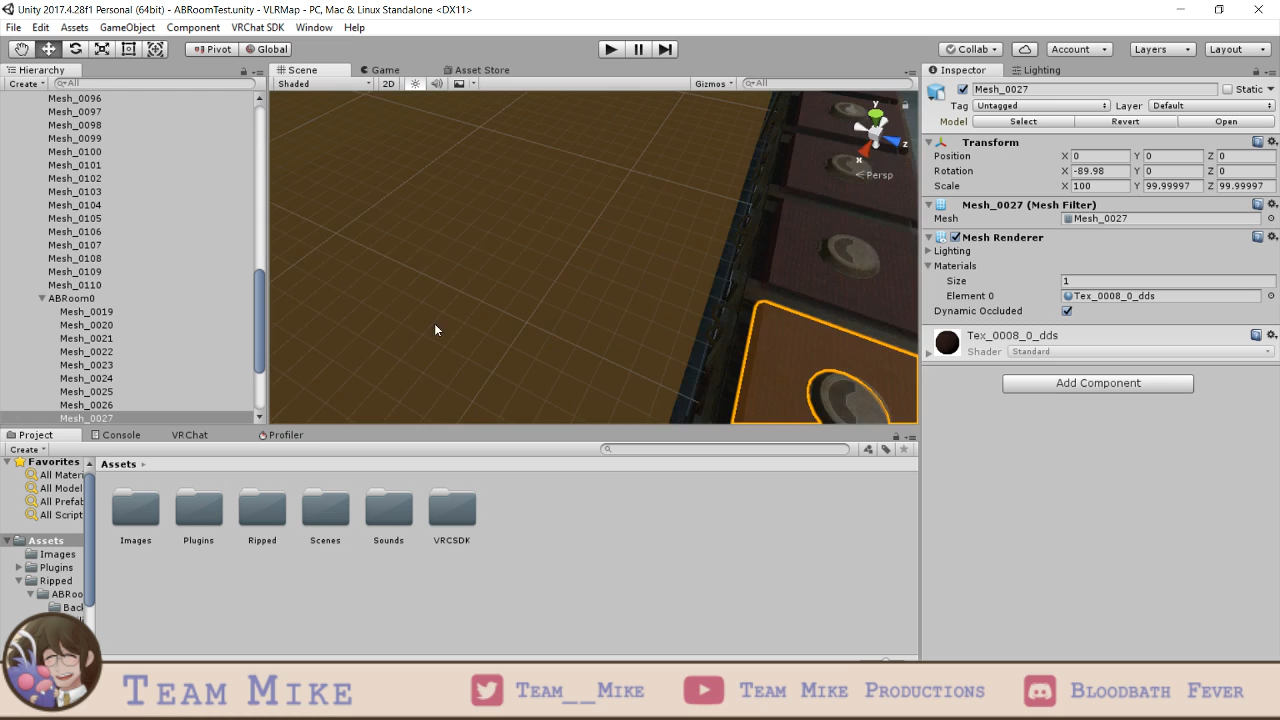 Unity 2017.4.28f1 Personal (64bit) - ABRoomTest.unity - VLRMap - PC, Mac & Linux Standalone <DX11>
File Edit Assets GameObject Component VRChat SDK Window Help
Pivot Global Collab Account Layers Layout
Hierarchy
Create All
Mesh_0096
Mesh_0097
Mesh_0098
Mesh_0099
Mesh_0100
Mesh_0101
Mesh_0102
Mesh_0103
Mesh_0104
Mesh_0105
Mesh_0106
Mesh_0107
Mesh_0108
Mesh_0109
Mesh_0110
ABRoom0
Mesh_0019
Mesh_0020
Mesh_0021
Mesh_0022
Mesh_0023
Mesh_0024
Mesh_0025
Mesh_0026
Mesh_0027
Scene Game Asset Store
Shaded 2D Gizmos All
y
z
x
Persp
Inspector Lighting
Mesh_0027 Static
Tag Untagged Layer Default
Model Select Revert Open
Transform
Position X 0 Y 0 Z 0
Rotation X -89.98 Y 0 Z 0
Scale X 100 Y 99.99997 Z 99.99997
Mesh_0027 (Mesh Filter)
Mesh Mesh_0027
Mesh Renderer
Lighting
Materials
Size 1
Element 0 Tex_0008_0_dds
Dynamic Occluded
Tex_0008_0_dds
Shader Standard
Add Component
Project Console VRChat Profiler
Create
Favorites
All Materi
All Model
All Prefab
All Script
Assets
Images
Plugins
Ripped
ABRoo
Back
Assets
Images Plugins Ripped Scenes Sounds VRCSDK
Team Mike Team__Mike Team Mike Productions Bloodbath Fever